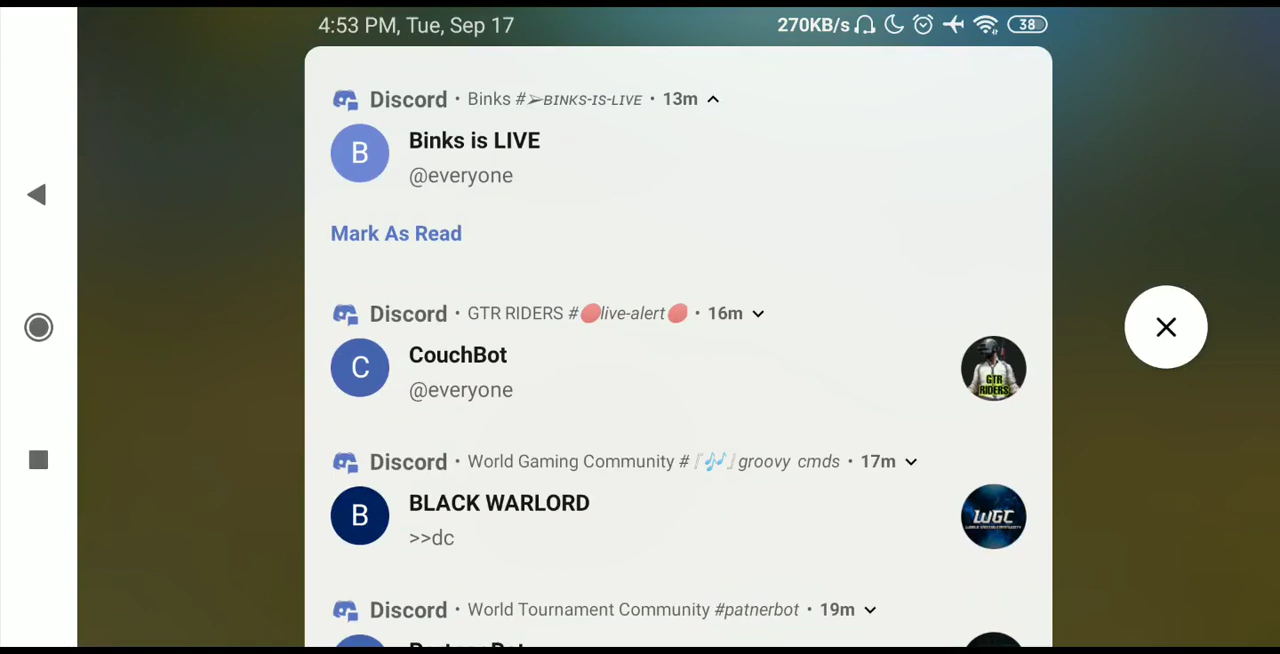 4:53 PM, Tue, Sep 17 270KB/s 38
Discord • Binks #➢BINKS-IS-LIVE • 13m
B
Binks is LIVE
@everyone
Mark As Read
Discord • GTR RIDERS #🔴live-alert🔴 • 16m
C
CouchBot
@everyone
GTR
RIDERS
Discord • World Gaming Community #『🎶』groovy cmds • 17m
B
BLACK WARLORD
>>dc
WGC
Discord • World Tournament Community #patnerbot • 19m